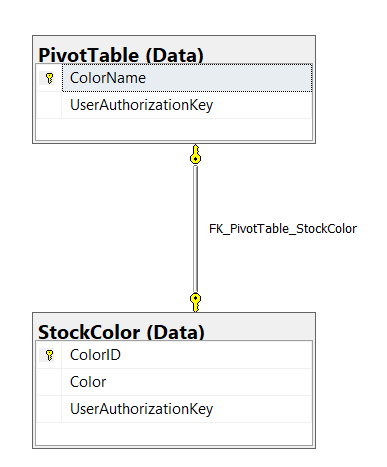 PivotTable (Data)
ColorName
UserAuthorizationKey
FK_PivotTable_StockColor
StockColor (Data)
ColorID
Color
UserAuthorizationKey